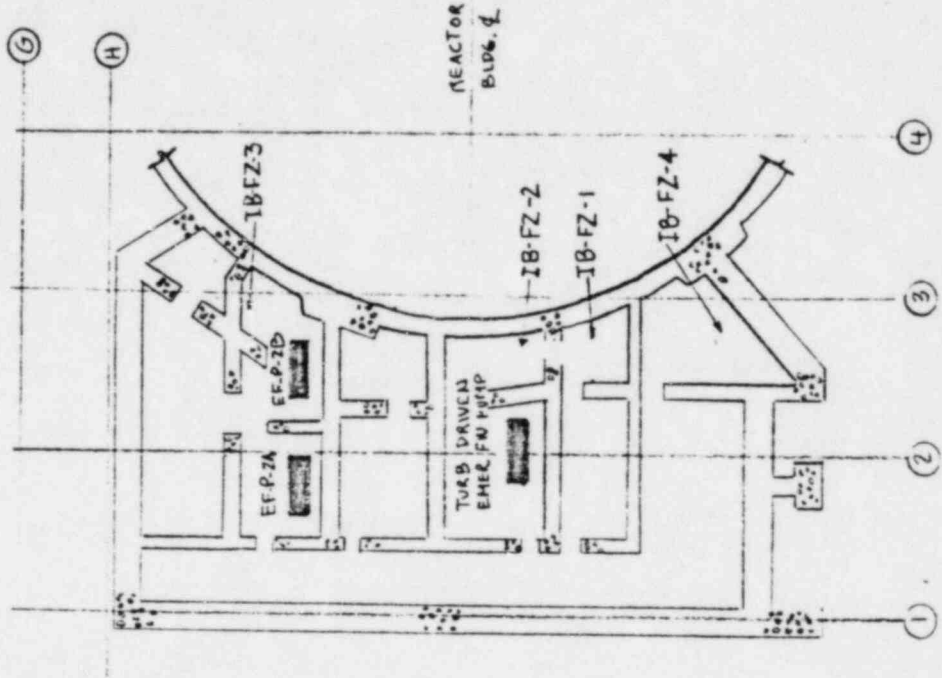 G
H
REACTOR
BLDG. ℄
4
IB-FZ-3
IB-FZ-2
IB-FZ-1
IB-FZ-4
3
EF-P-2B
EF-P-2A
TURB DRIVEN
EMER FW PUMP
2
1